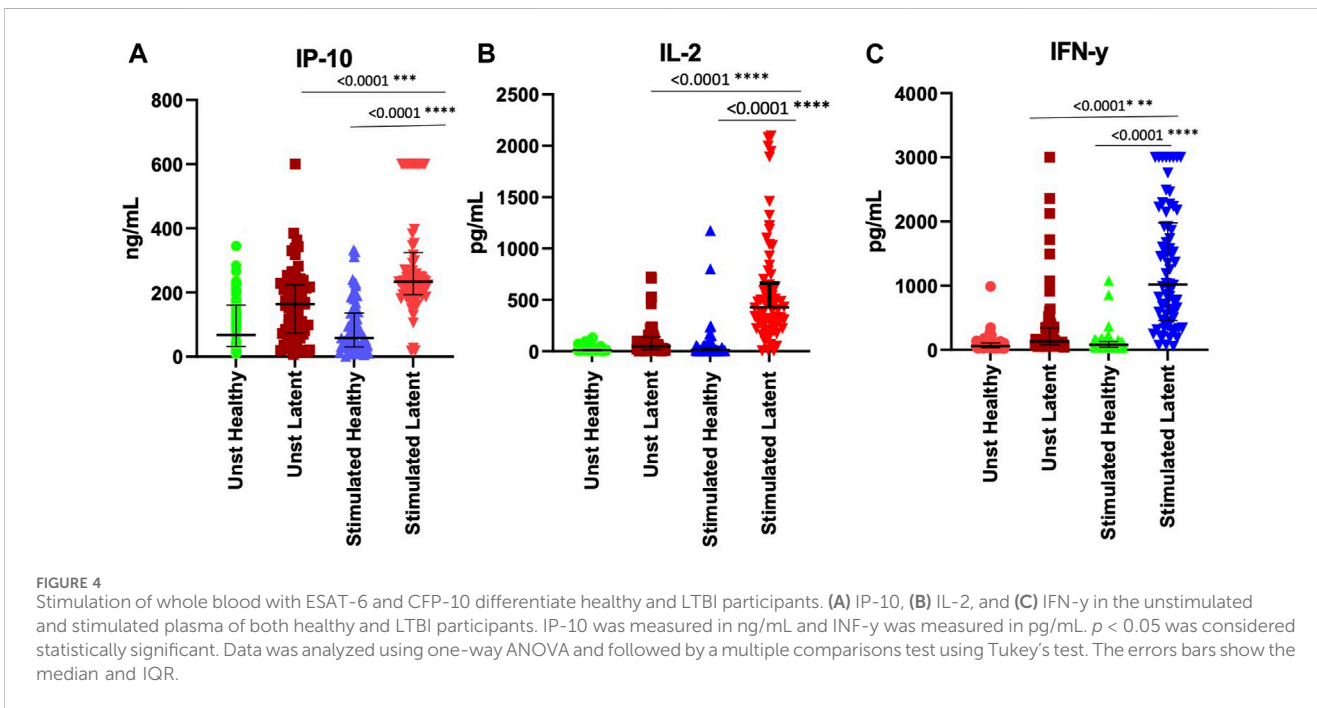 A
IP-10
<0.0001 ***
<0.0001 ****
800
600
400
200
0
ng/mL
Unst Healthy
Unst Latent
Stimulated Healthy
Stimulated Latent
B
IL-2
<0.0001 ****
<0.0001 ****
2500
2000
1500
1000
500
0
pg/mL
Unst Healthy
Unst Latent
Stimulated Healthy
Stimulated Latent
C
IFN-y
<0.0001* **
<0.0001 ****
4000
3000
2000
1000
0
pg/mL
Unst Healthy
Unst Latent
Stimulated Healthy
Stimulated Latent
FIGURE 4
Stimulation of whole blood with ESAT-6 and CFP-10 differentiate healthy and LTBI participants. (A) IP-10, (B) IL-2, and (C) IFN-y in the unstimulated
and stimulated plasma of both healthy and LTBI participants. IP-10 was measured in ng/mL and INF-y was measured in pg/mL. p < 0.05 was considered
statistically significant. Data was analyzed using one-way ANOVA and followed by a multiple comparisons test using Tukey's test. The errors bars show the
median and IQR.